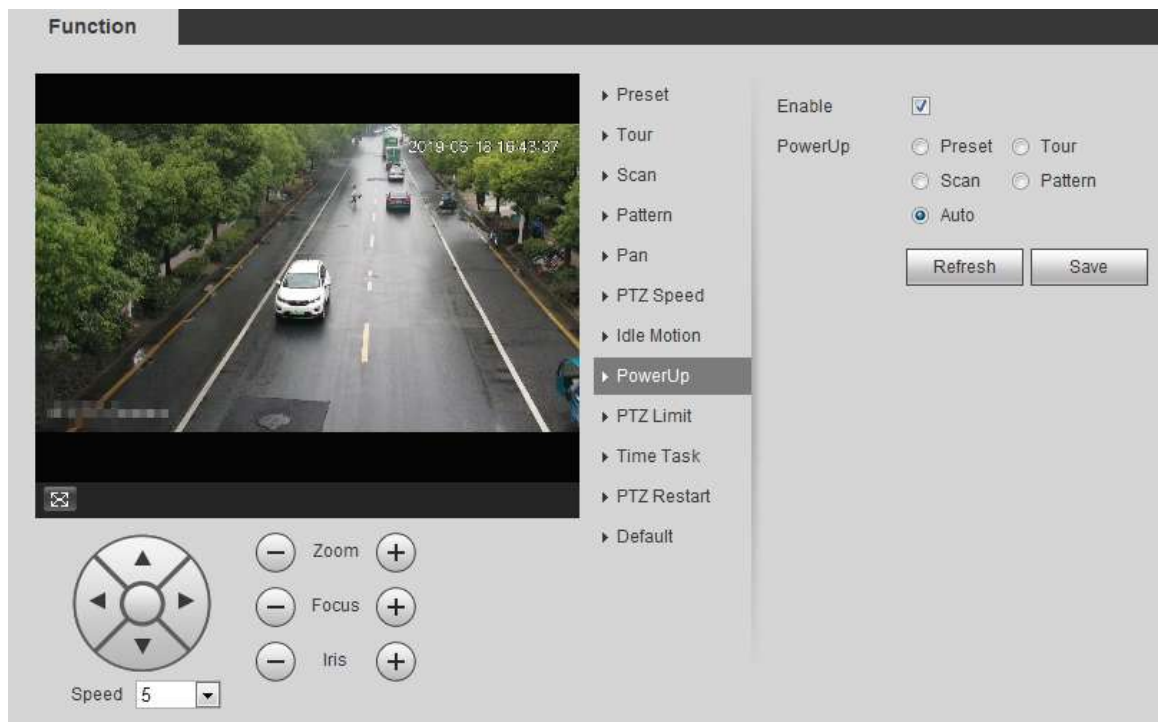 Function
2019-05-18 16:43:37
Preset
Tour
Scan
Pattern
Pan
PTZ Speed
Idle Motion
PowerUp
PTZ Limit
Time Task
PTZ Restart
Default
Enable
PowerUp
Preset Tour
Scan Pattern
Auto
Refresh Save
Zoom
Focus
Iris
Speed 5